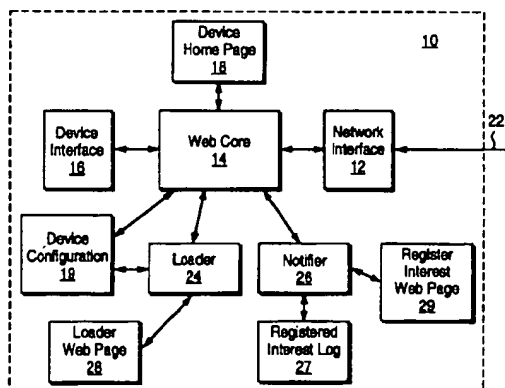 Device
Home Page
18
10
22
Device
Interface
16
Web Core
14
Network
Interface
12
Device
Configuration
19
Loader
24
Notifier
26
Register
Interest
Web Page
29
Loader
Web Page
28
Registered
Interest Log
27